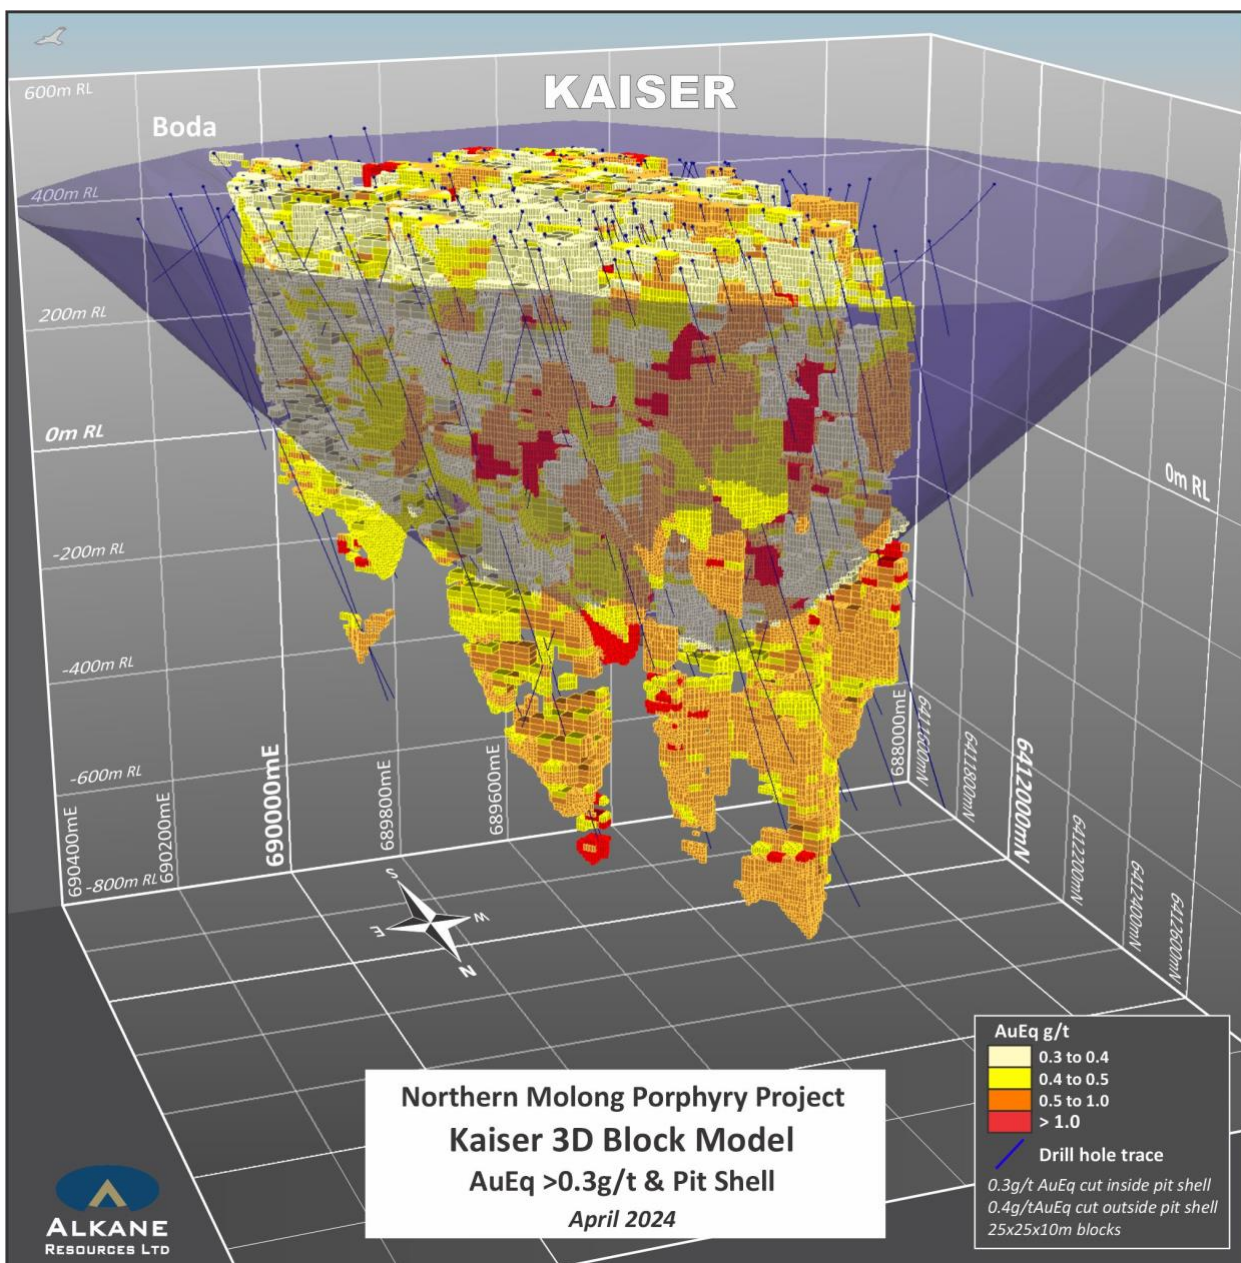 KAISER
Boda
600m RL
400m RL
200m RL
0m RL
-200m RL
-400m RL
-600m RL
-800m RL
0m RL
690400mE
690200mE
690000mE
689800mE
689600mE
688000mE
6411600mN
6411800mN
6412000mN
6412200mN
6412400mN
6412600mN
S
E
W
N
Northern Molong Porphyry Project
Kaiser 3D Block Model
AuEq >0.3g/t & Pit Shell
April 2024
ALKANE
RESOURCES LTD
AuEq g/t
0.3 to 0.4
0.4 to 0.5
0.5 to 1.0
> 1.0
Drill hole trace
0.3g/t AuEq cut inside pit shell
0.4g/tAuEq cut outside pit shell
25x25x10m blocks